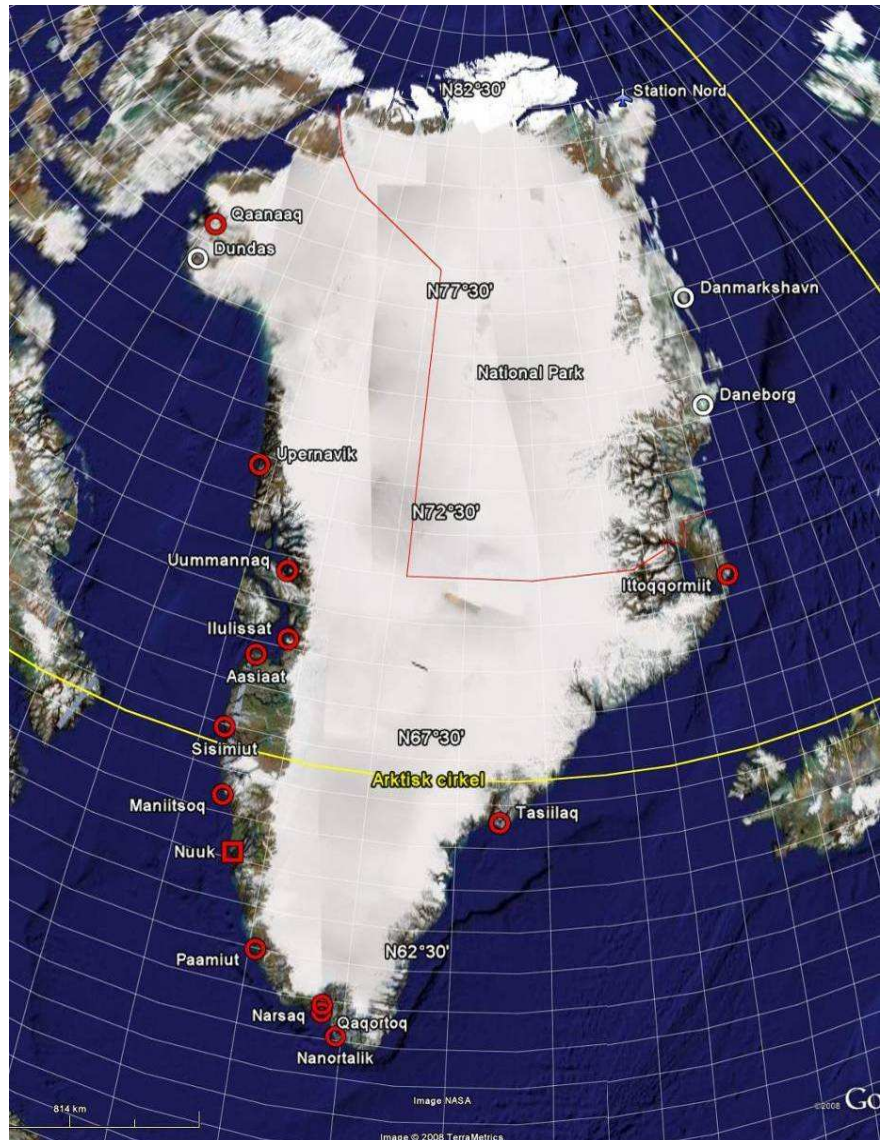 N82°30'
Station Nord
Qaanaaq
Dundas
N77°30'
Danmarkshavn
National Park
Daneborg
Upernavik
N72°30'
Uummannaq
Ittoqqormiit
Ilulissat
Aasiaat
Sisimiut
N67°30'
Arktisk cirkel
Maniitsoq
Tasiilaq
Nuuk
Paamiut
N62°30'
Narsaq
Qaqortoq
Nanortalik
Image NASA
814 km
©2008 Go
Image © 2008 TerraMetrics